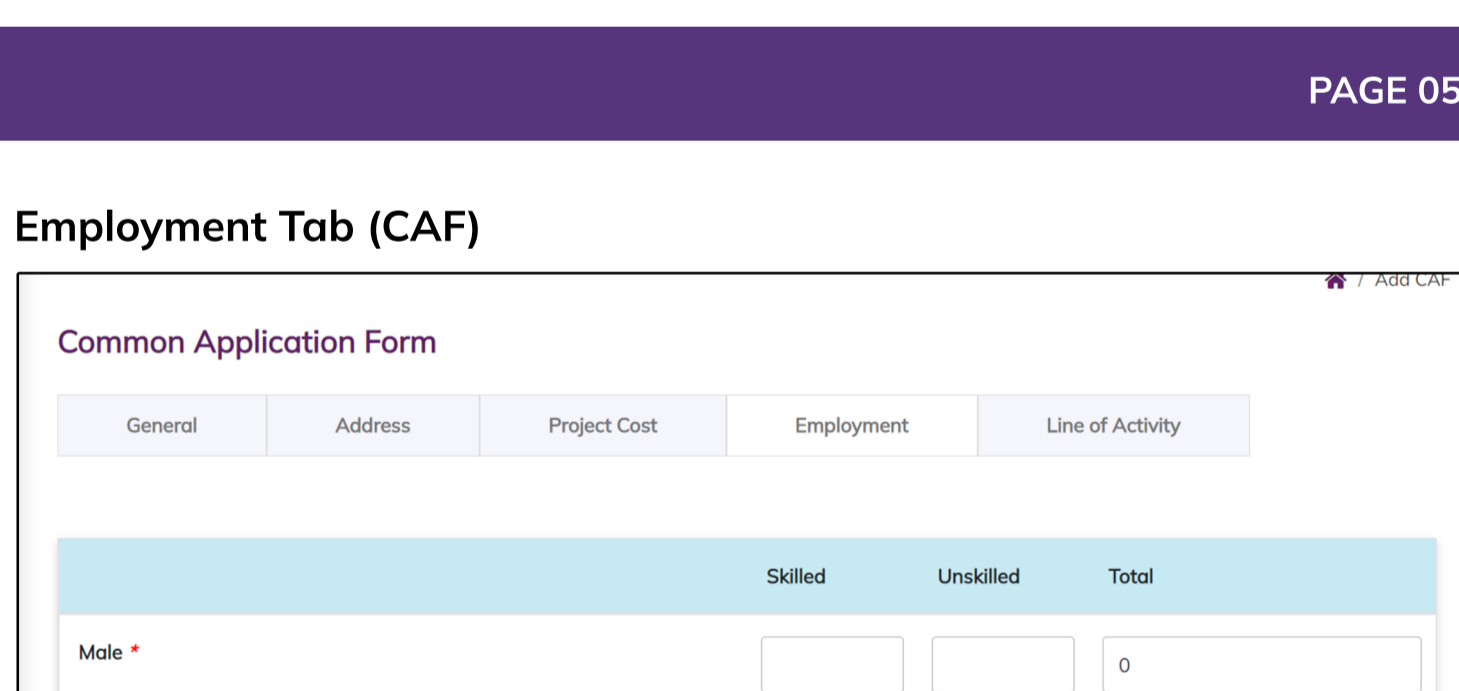 PAGE 05
Employment Tab (CAF)
/ Add CAF
Common Application Form
General Address Project Cost Employment Line of Activity
Skilled Unskilled Total
Male * 0